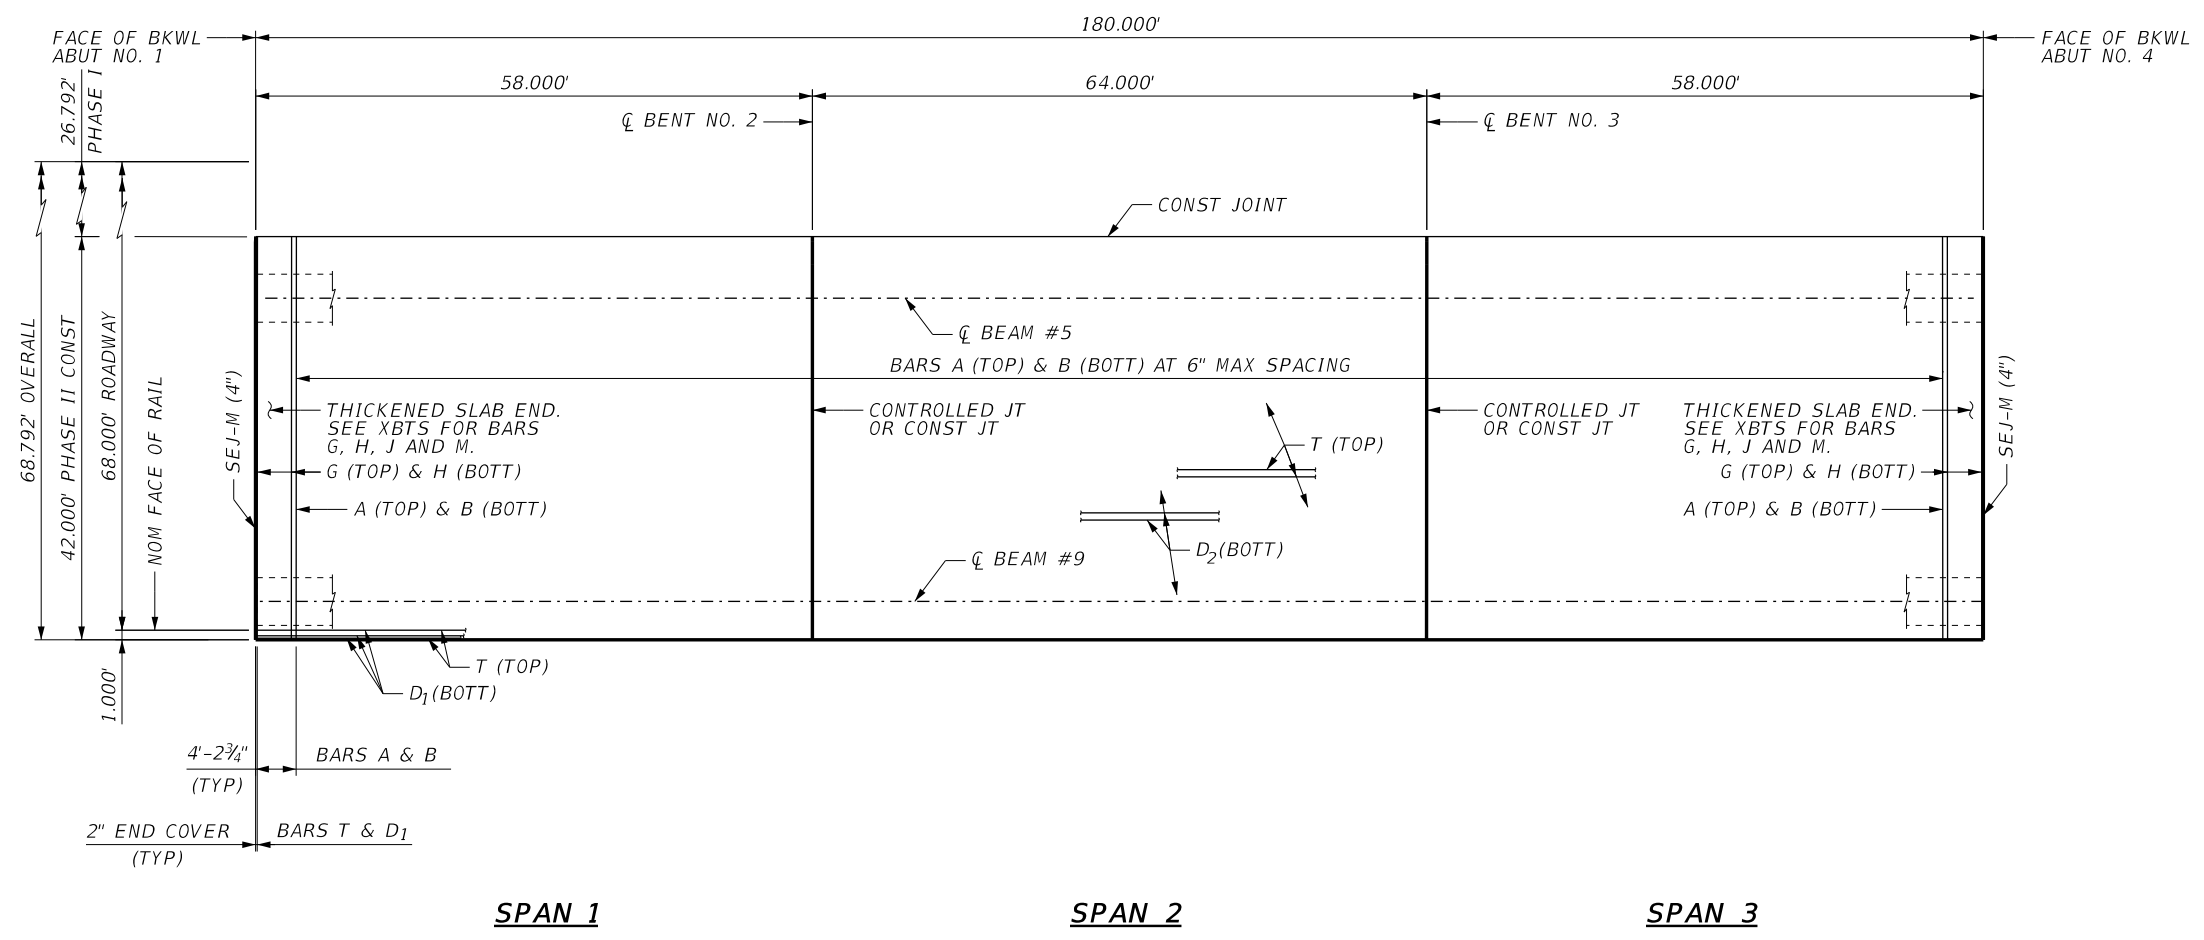 180.000'
FACE OF BKWL
ABUT NO. 1
FACE OF BKWL
ABUT NO. 4
58.000'
64.000'
58.000'
℄ BENT NO. 2
℄ BENT NO. 3
26.792'
PHASE I
CONST JOINT
68.792' OVERALL
42.000' PHASE II CONST
68.000' ROADWAY
NOM FACE OF RAIL
SEJ-M (4")
℄ BEAM #5
BARS A (TOP) & B (BOTT) AT 6" MAX SPACING
THICKENED SLAB END.
SEE XBTS FOR BARS
G, H, J AND M.
G (TOP) & H (BOTT)
A (TOP) & B (BOTT)
CONTROLLED JT
OR CONST JT
T (TOP)
D2(BOTT)
℄ BEAM #9
CONTROLLED JT
OR CONST JT
THICKENED SLAB END.
SEE XBTS FOR BARS
G, H, J AND M.
G (TOP) & H (BOTT)
A (TOP) & B (BOTT)
SEJ-M (4")
T (TOP)
D1(BOTT)
1.000'
4'-2¾"
(TYP)
BARS A & B
2" END COVER
(TYP)
BARS T & D1
SPAN 1
SPAN 2
SPAN 3